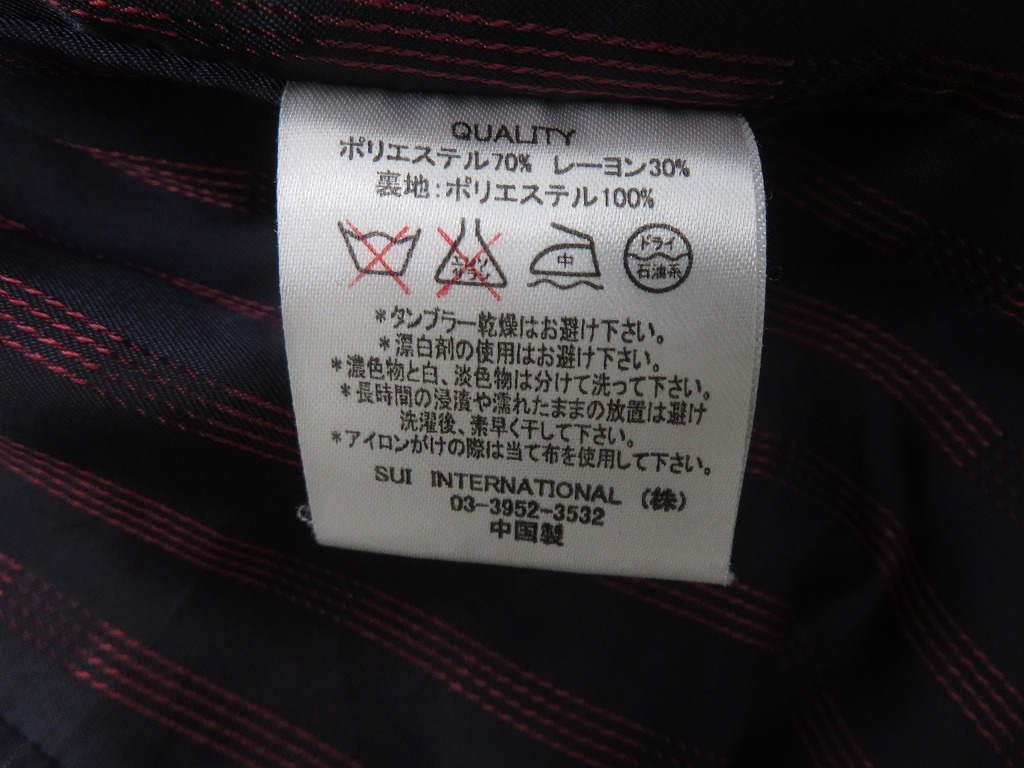 QUALITY
ポリエステル70% レーヨン30%
裏地:ポリエステル100%
エンソ
サラシ
中
ドライ
石油系
*タンブラー乾燥はお避け下さい。
*漂白剤の使用はお避け下さい。
*濃色物と白、淡色物は分けて洗って下さい。
*長時間の浸漬や濡れたままの放置は避け
洗濯後、素早く干して下さい。
*アイロンがけの際は当て布を使用して下さい。
SUI INTERNATIONAL (株)
03-3952-3532
中国製